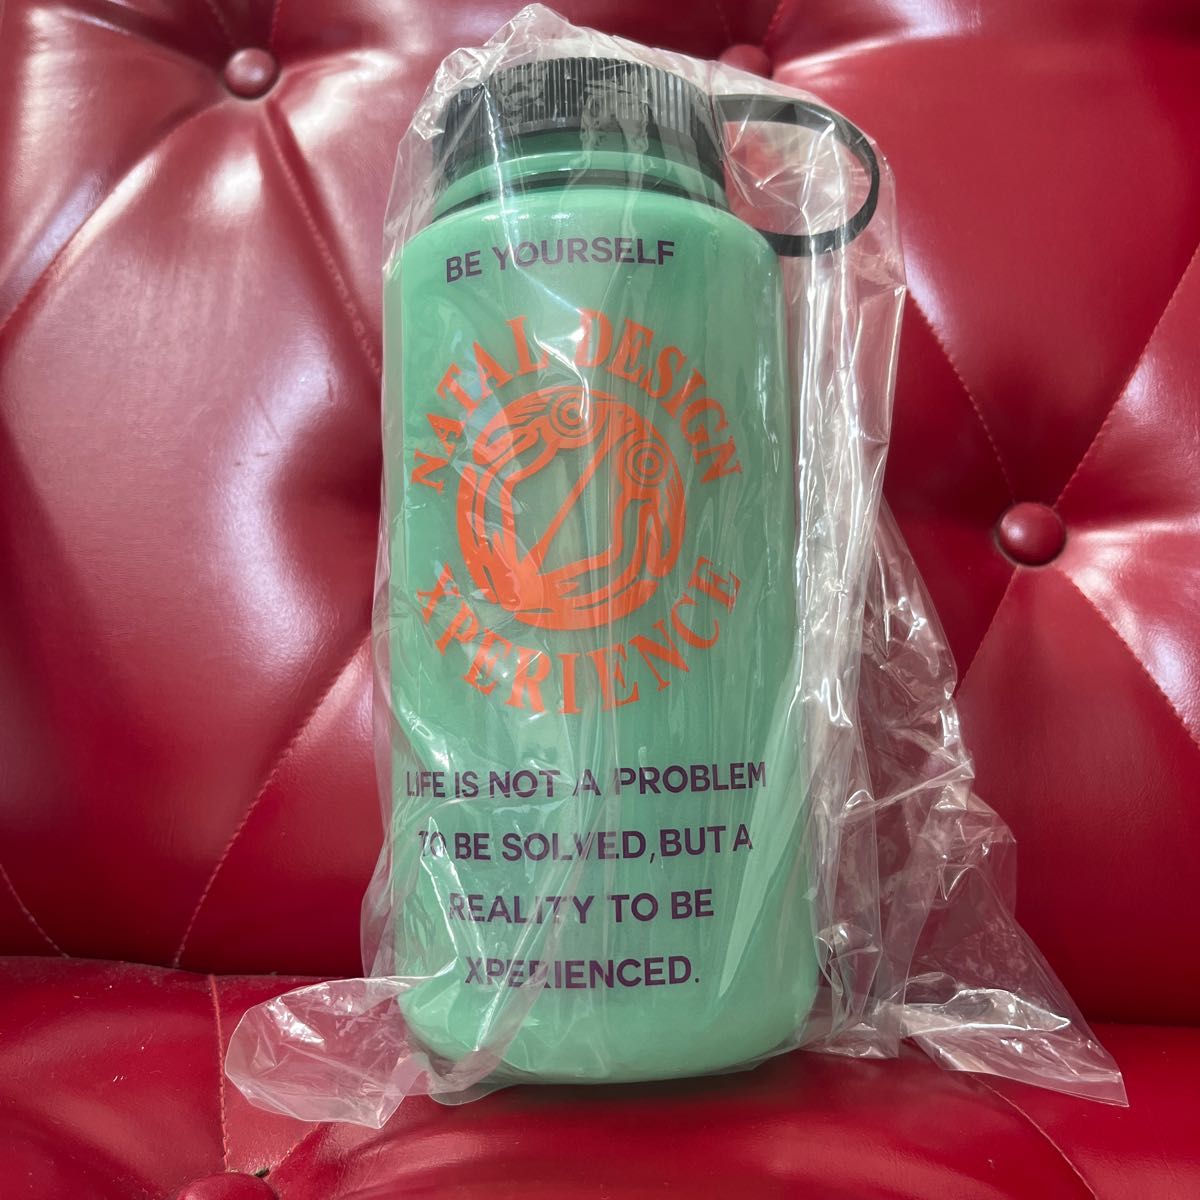 BE YOURSELF
NATAL DESIGN
XPERIENCE
LIFE IS NOT A PROBLEM
TO BE SOLVED, BUT A
REALITY TO BE
XPERIENCED.